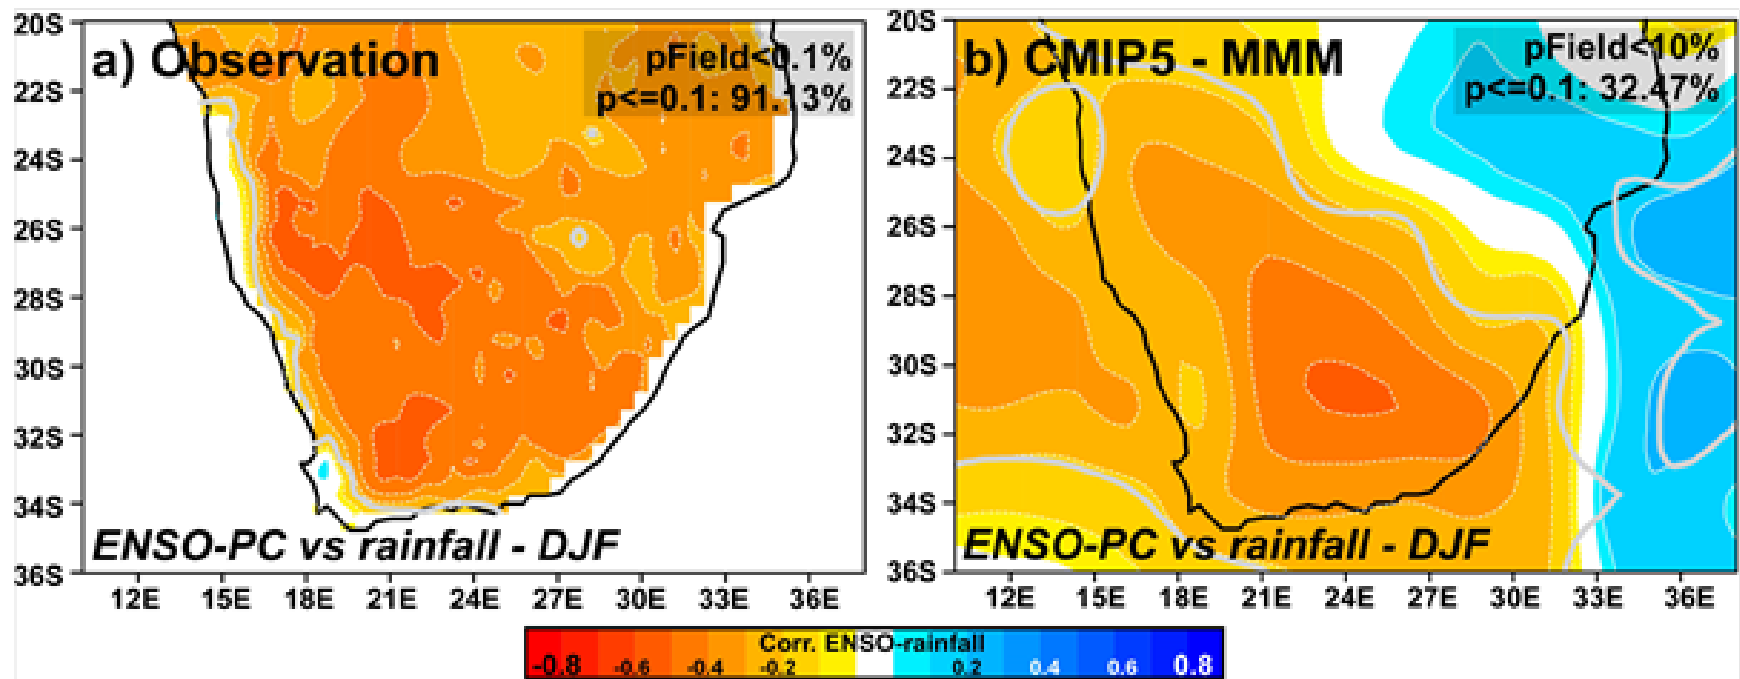 a) Observation
pField<0.1%
p<=0.1: 91.13%
ENSO-PC vs rainfall - DJF
20S
22S
24S
26S
28S
30S
32S
34S
36S
12E 15E 18E 21E 24E 27E 30E 33E 36E
b) CMIP5 - MMM
pField<10%
p<=0.1: 32.47%
ENSO-PC vs rainfall - DJF
20S
22S
24S
26S
28S
30S
32S
34S
36S
12E 15E 18E 21E 24E 27E 30E 33E 36E
Corr. ENSO-rainfall
-0.8 -0.6 -0.4 -0.2 0.2 0.4 0.6 0.8